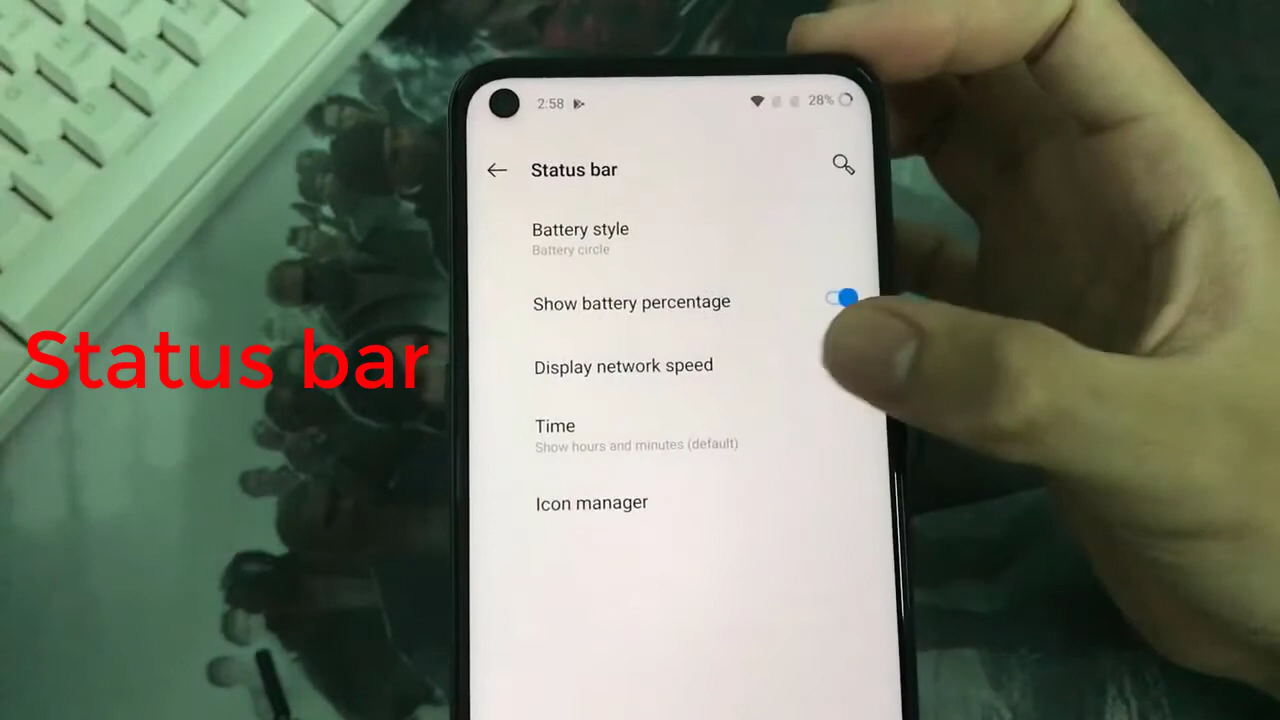 2:58 28%
Status bar
Battery style
Battery circle
Show battery percentage
Status bar
Display network speed
Time
Show hours and minutes (default)
Icon manager